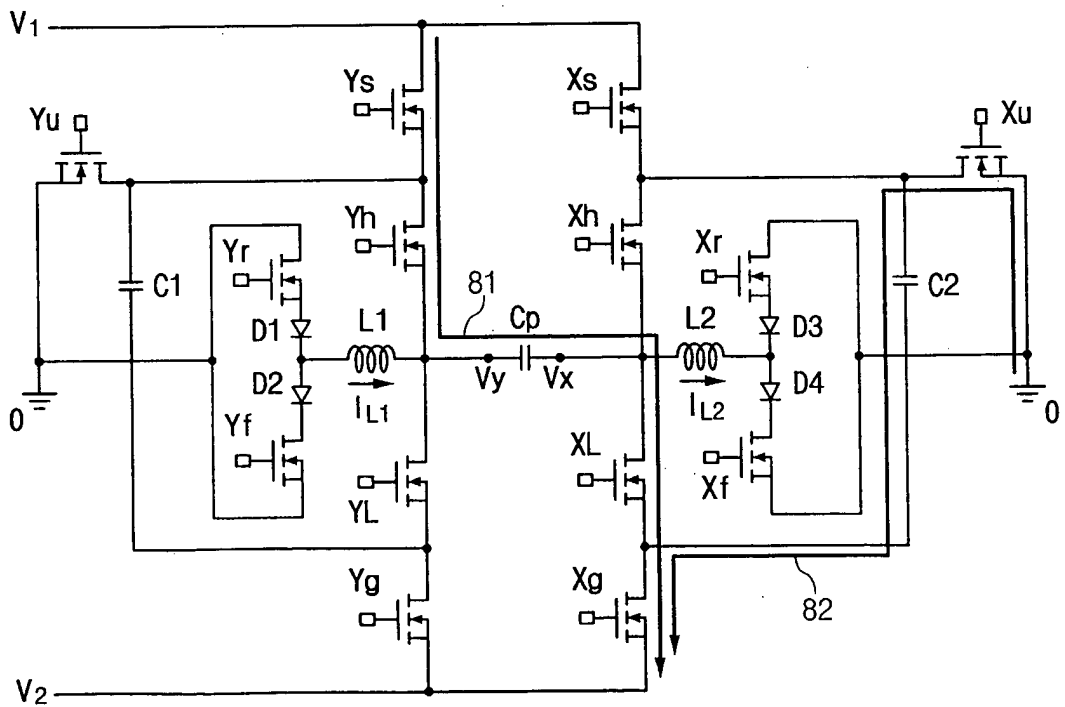 V1
Ys
Xs
Yu
Xu
81
Yh
Xh
Yr
Xr
C1
C2
D1
L1
Cp
L2
D3
Vy
Vx
D2
D4
IL1
IL2
0
0
Yf
XL
Xf
YL
Yg
Xg
82
V2